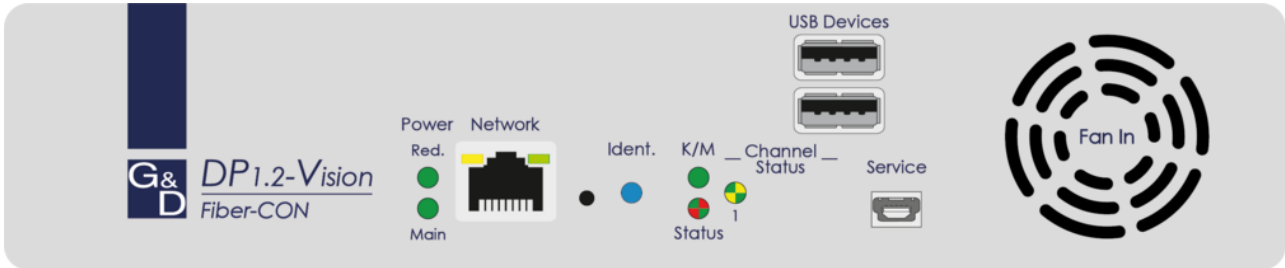 USB Devices
Power Network
Red.
Ident.
K/M
Channel
Status
Fan In
Service
G&D
DP1.2-Vision
Fiber-CON
Main
Status
1